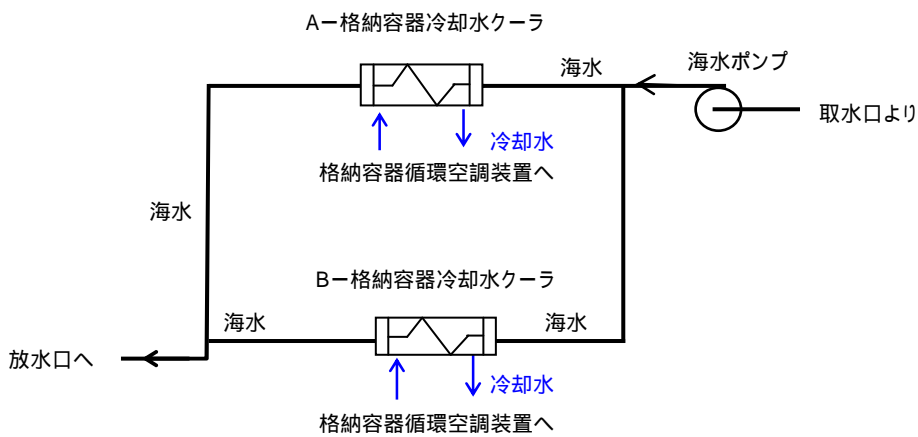 A－格納容器冷却水クーラ
海水
海水ポンプ
取水口より
冷却水
格納容器循環空調装置へ
海水
B－格納容器冷却水クーラ
海水
海水
放水口へ
冷却水
格納容器循環空調装置へ